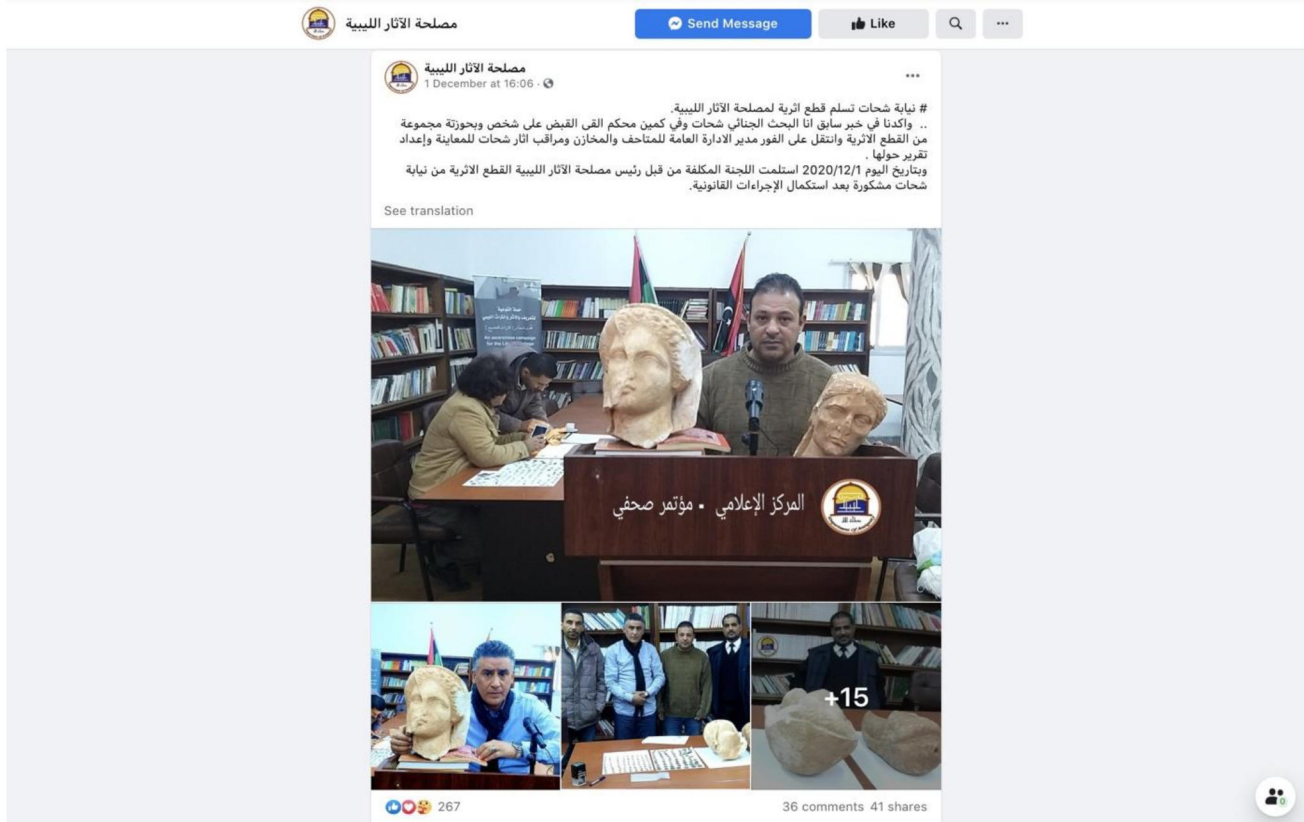 مصلحة الآثار الليبية
Send Message
Like
مصلحة الآثار الليبية
1 December at 16:06
# نيابة شحات تسلم قطع اثرية لمصلحة الآثار الليبية.
.. واكدنا في خبر سابق انا البحث الجنائي شحات وفي كمين محكم القى القبض على شخص وبحوزتة مجموعة
من القطع الاثرية وانتقل على الفور مدير الادارة العامة للمتاحف والمخازن ومراقب اثار شحات للمعاينة وإعداد
تقرير حولها .
وبتاريخ اليوم 2020/12/1 استلمت اللجنة المكلفة من قبل رئيس مصلحة الآثار الليبية القطع الاثرية من نيابة
شحات مشكورة بعد استكمال الإجراءات القانونية.
See translation
An awareness campaign
المركز الإعلامي ▪ مؤتمر صحفي
+15
267
36 comments 41 shares
0